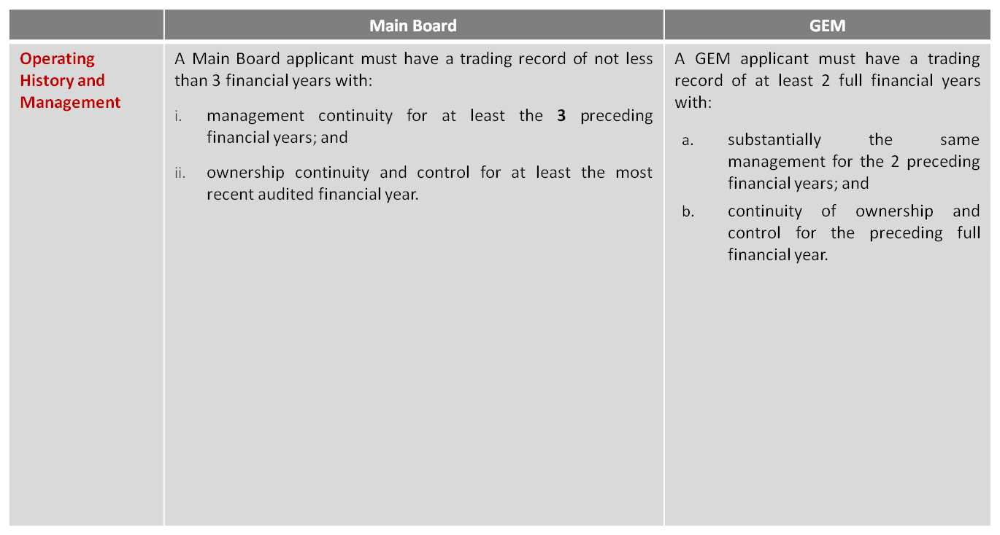 Main Board
GEM
Operating
History and
Management
A Main Board applicant must have a trading record of not less
than 3 financial years with:
i. management continuity for at least the 3 preceding
financial years; and
ii. ownership continuity and control for at least the most
recent audited financial year.
A GEM applicant must have a trading
record of at least 2 full financial years
with:
a. substantially the same
management for the 2 preceding
financial years; and
b. continuity of ownership and
control for the preceding full
financial year.